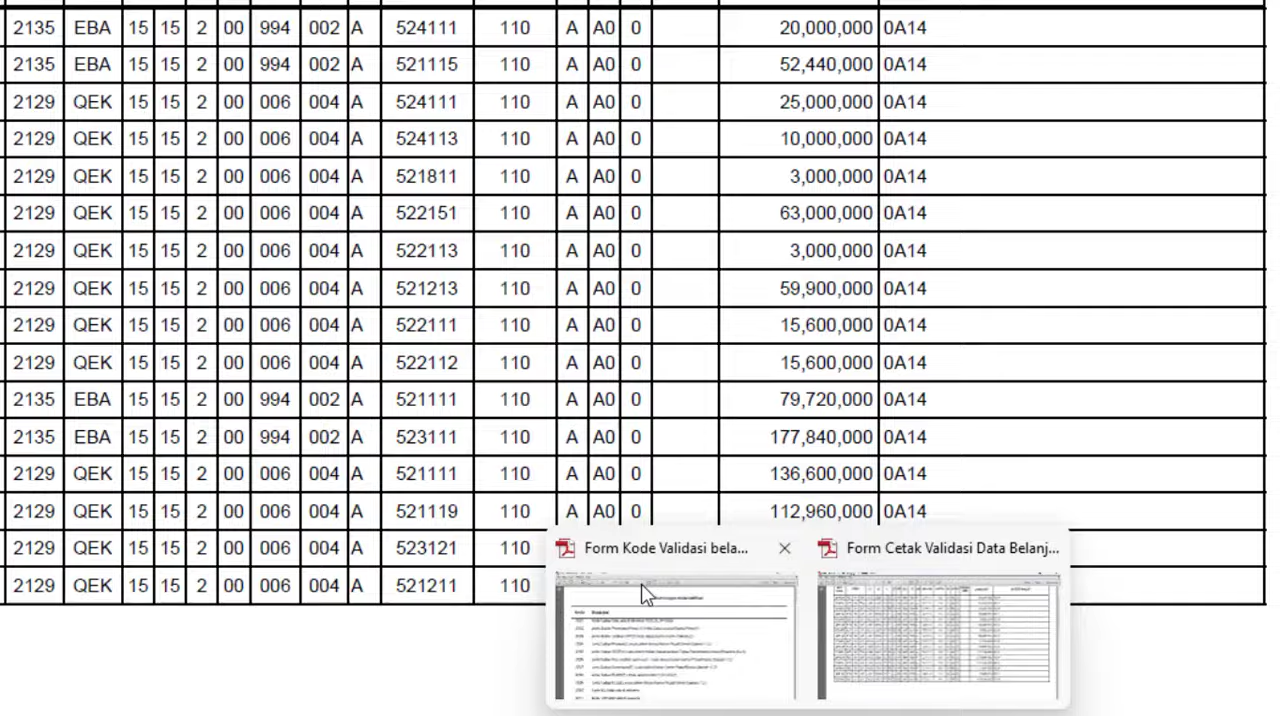 2135 EBA 15 15 2 00 994 002 A 524111 110 A A0 0 20,000,000 0A14
2135 EBA 15 15 2 00 994 002 A 521115 110 A A0 0 52,440,000 0A14
2129 QEK 15 15 2 00 006 004 A 524111 110 A A0 0 25,000,000 0A14
2129 QEK 15 15 2 00 006 004 A 524113 110 A A0 0 10,000,000 0A14
2129 QEK 15 15 2 00 006 004 A 521811 110 A A0 0 3,000,000 0A14
2129 QEK 15 15 2 00 006 004 A 522151 110 A A0 0 63,000,000 0A14
2129 QEK 15 15 2 00 006 004 A 522113 110 A A0 0 3,000,000 0A14
2129 QEK 15 15 2 00 006 004 A 521213 110 A A0 0 59,900,000 0A14
2129 QEK 15 15 2 00 006 004 A 522111 110 A A0 0 15,600,000 0A14
2129 QEK 15 15 2 00 006 004 A 522112 110 A A0 0 15,600,000 0A14
2135 EBA 15 15 2 00 994 002 A 521111 110 A A0 0 79,720,000 0A14
2135 EBA 15 15 2 00 994 002 A 523111 110 A A0 0 177,840,000 0A14
2129 QEK 15 15 2 00 006 004 A 521111 110 A A0 0 136,600,000 0A14
2129 QEK 15 15 2 00 006 004 A 521119 110 A A0 0 112,960,000 0A14
2129 QEK 15 15 2 00 006 004 A 523121 110
2129 QEK 15 15 2 00 006 004 A 521211 110
Form Kode Validasi bela...
Form Cetak Validasi Data Belanj...